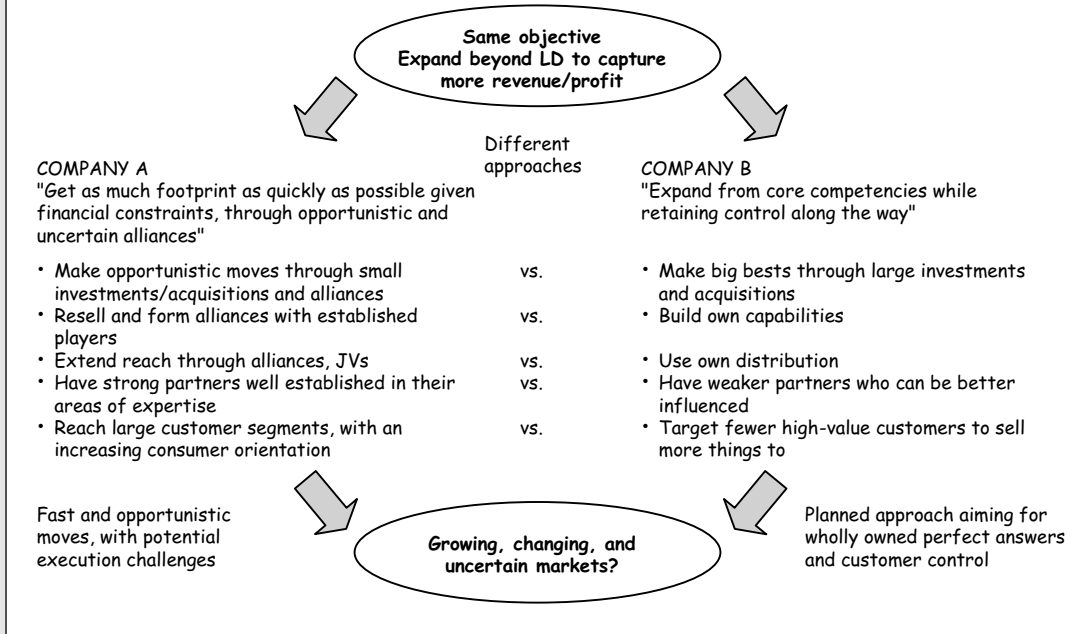 Same objective
Expand beyond LD to capture
more revenue/profit
Different
approaches
COMPANY A
"Get as much footprint as quickly as possible given
financial constraints, through opportunistic and
uncertain alliances"
COMPANY B
"Expand from core competencies while
retaining control along the way"
• Make opportunistic moves through small
investments/acquisitions and alliances
vs.
• Make big bests through large investments
and acquisitions
• Resell and form alliances with established
players
vs.
• Build own capabilities
• Extend reach through alliances, JVs
vs.
• Use own distribution
• Have strong partners well established in their
areas of expertise
vs.
• Have weaker partners who can be better
influenced
• Reach large customer segments, with an
increasing consumer orientation
vs.
• Target fewer high-value customers to sell
more things to
Fast and opportunistic
moves, with potential
execution challenges
Growing, changing, and
uncertain markets?
Planned approach aiming for
wholly owned perfect answers
and customer control